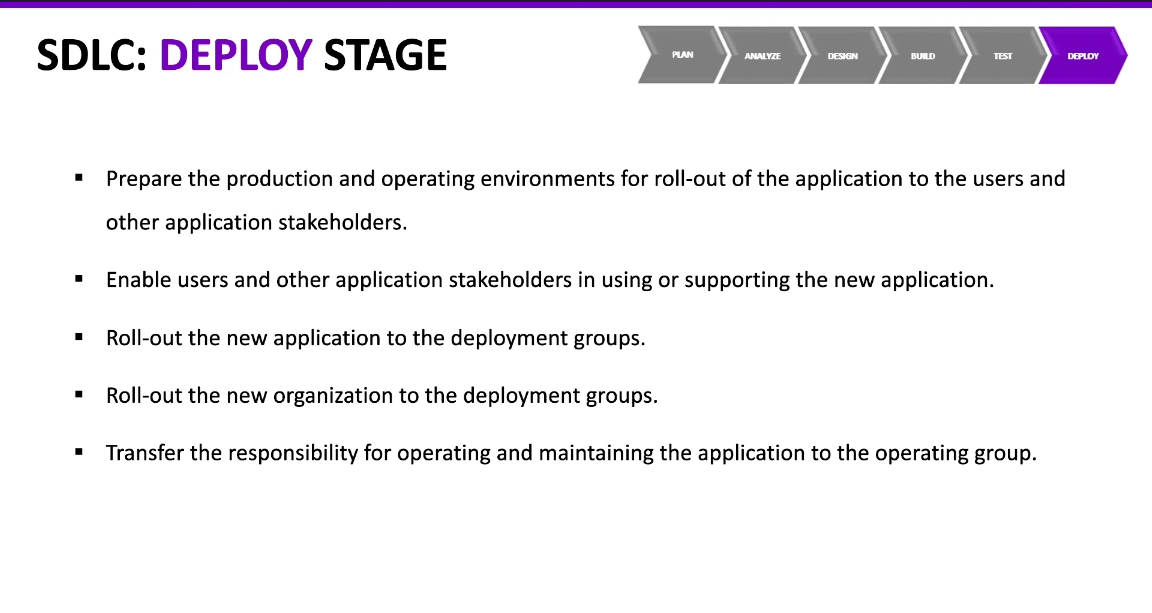 SDLC: DEPLOY STAGE
PLAN
ANALYZE
DESIGN
BUILD
TEST
DEPLOY
▪ Prepare the production and operating environments for roll-out of the application to the users and
other application stakeholders.
▪ Enable users and other application stakeholders in using or supporting the new application.
▪ Roll-out the new application to the deployment groups.
▪ Roll-out the new organization to the deployment groups.
▪ Transfer the responsibility for operating and maintaining the application to the operating group.